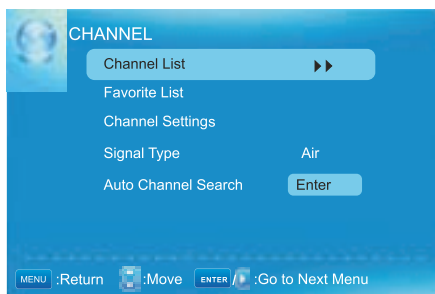 CHANNEL
Channel List
Favorite List
Channel Settings
Signal Type Air
Auto Channel Search Enter
MENU :Return :Move ENTER / :Go to Next Menu